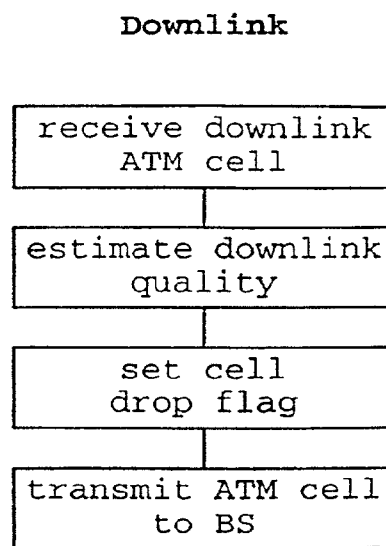 Downlink
receive downlink
ATM cell
estimate downlink
quality
set cell
drop flag
transmit ATM cell
to BS